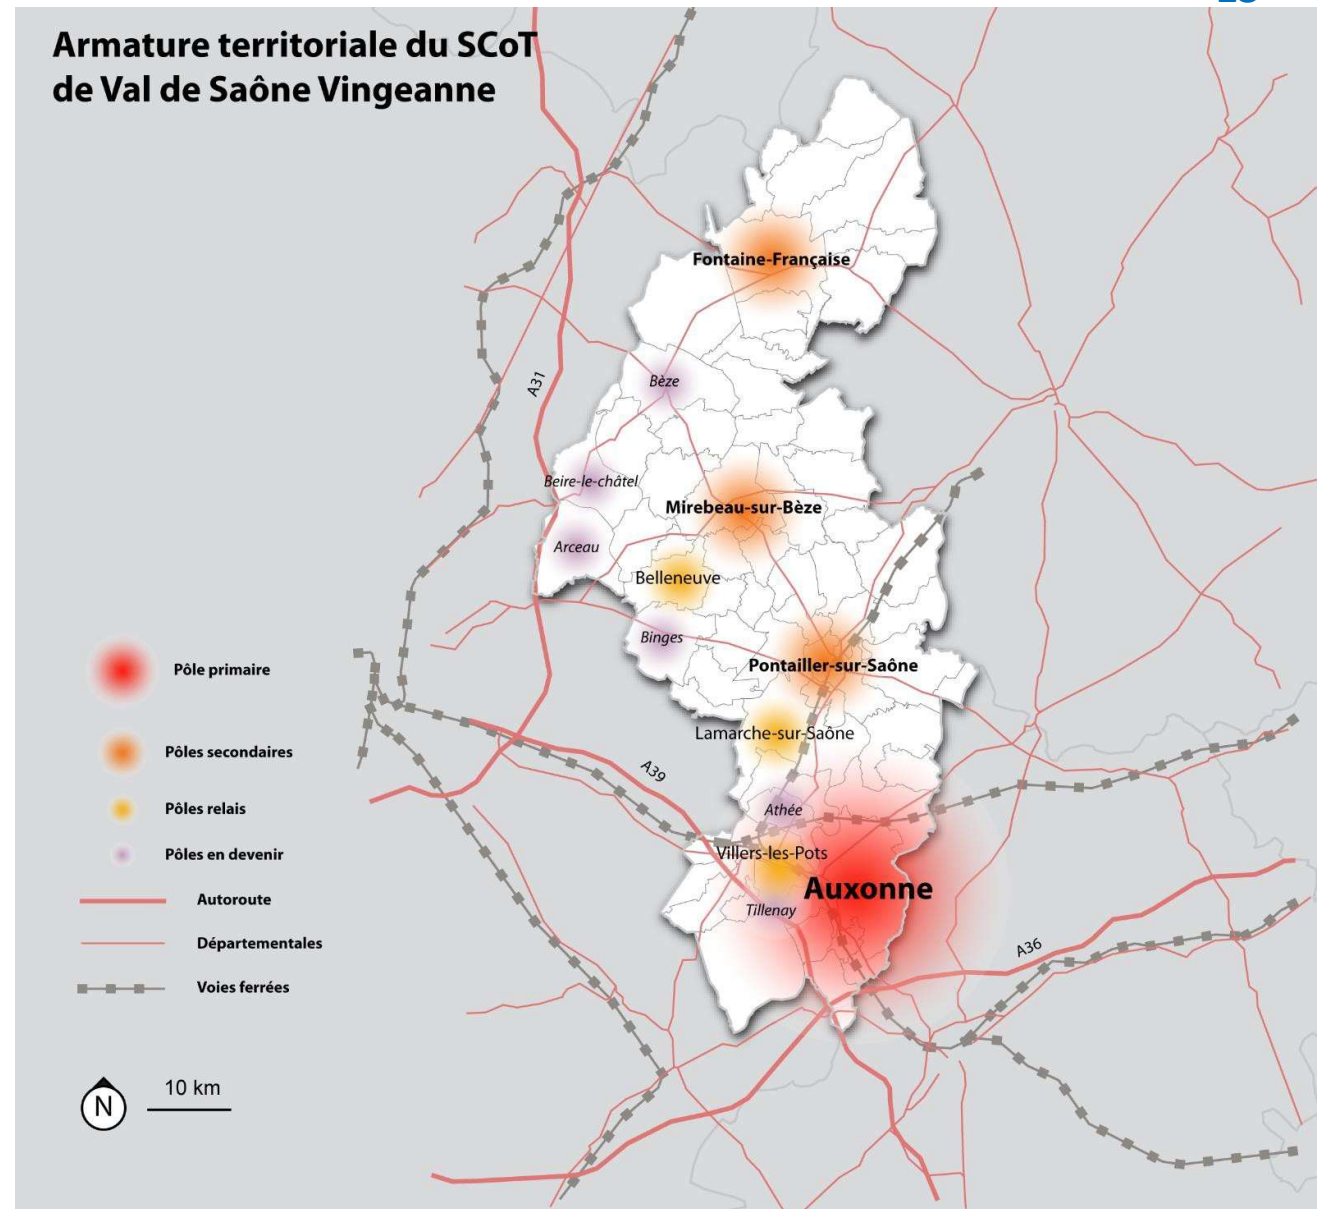 Armature territoriale du SCoT
de Val de Saône Vingeanne
Fontaine-Française
A31
Bèze
Beire-le-châtel
Mirebeau-sur-Bèze
Arceau
Belleneuve
Binges
Pontailler-sur-Saône
Lamarche-sur-Saône
A39
Athée
Villers-les-Pots
Auxonne
Tillenay
A36
Pôle primaire
Pôles secondaires
Pôles relais
Pôles en devenir
Autoroute
Départementales
Voies ferrées
N
10 km